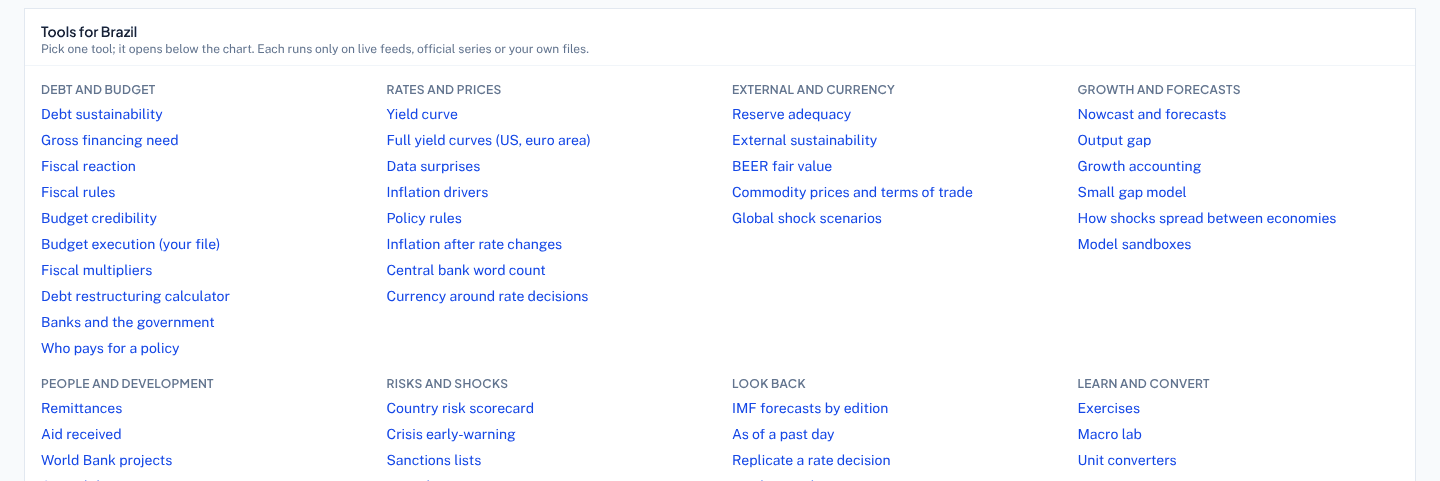 Tools for Brazil
Pick one tool; it opens below the chart. Each runs only on live feeds, official series or your own files.
DEBT AND BUDGET
Debt sustainability
Gross financing need
Fiscal reaction
Fiscal rules
Budget credibility
Budget execution (your file)
Fiscal multipliers
Debt restructuring calculator
Banks and the government
Who pays for a policy
RATES AND PRICES
Yield curve
Full yield curves (US, euro area)
Data surprises
Inflation drivers
Policy rules
Inflation after rate changes
Central bank word count
Currency around rate decisions
EXTERNAL AND CURRENCY
Reserve adequacy
External sustainability
BEER fair value
Commodity prices and terms of trade
Global shock scenarios
GROWTH AND FORECASTS
Nowcast and forecasts
Output gap
Growth accounting
Small gap model
How shocks spread between economies
Model sandboxes
PEOPLE AND DEVELOPMENT
Remittances
Aid received
World Bank projects
RISKS AND SHOCKS
Country risk scorecard
Crisis early-warning
Sanctions lists
LOOK BACK
IMF forecasts by edition
As of a past day
Replicate a rate decision
LEARN AND CONVERT
Exercises
Macro lab
Unit converters